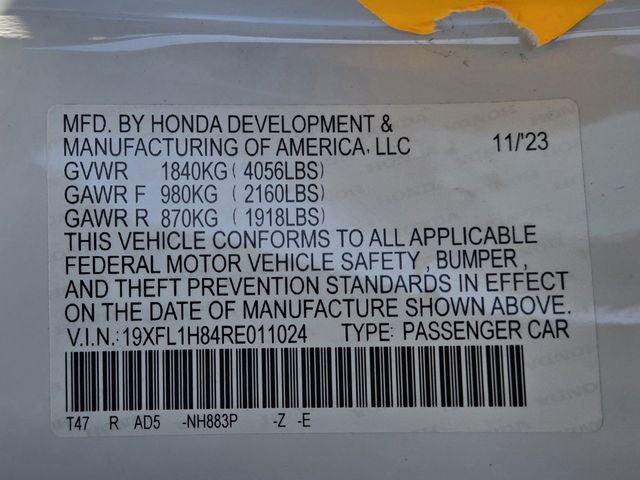 MFD. BY HONDA DEVELOPMENT &
MANUFACTURING OF AMERICA, LLC 11/'23
GVWR 1840KG ( 4056LBS)
GAWR F 980KG ( 2160LBS)
GAWR R 870KG ( 1918LBS)
THIS VEHICLE CONFORMS TO ALL APPLICABLE
FEDERAL MOTOR VEHICLE SAFETY , BUMPER ,
AND THEFT PREVENTION STANDARDS IN EFFECT
ON THE DATE OF MANUFACTURE SHOWN ABOVE.
V.I.N.: 19XFL1H84RE011024 TYPE: PASSENGER CAR
T47 R AD5 -NH883P -Z -E